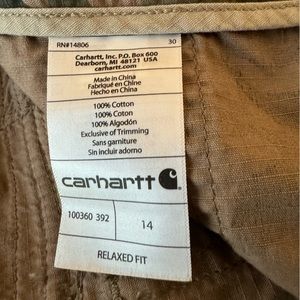 RN#14806 30
Carhartt, Inc. P.O. Box 600
Dearborn, MI 48121 USA
carhartt.com
Made in China
Fabriqué en Chine
Hecho en China
100% Cotton
100% Coton
100% Algodón
Exclusive of Trimming
Sans garniture
Sin incluir adorno
carhartt
100360 392 14
RELAXED FIT